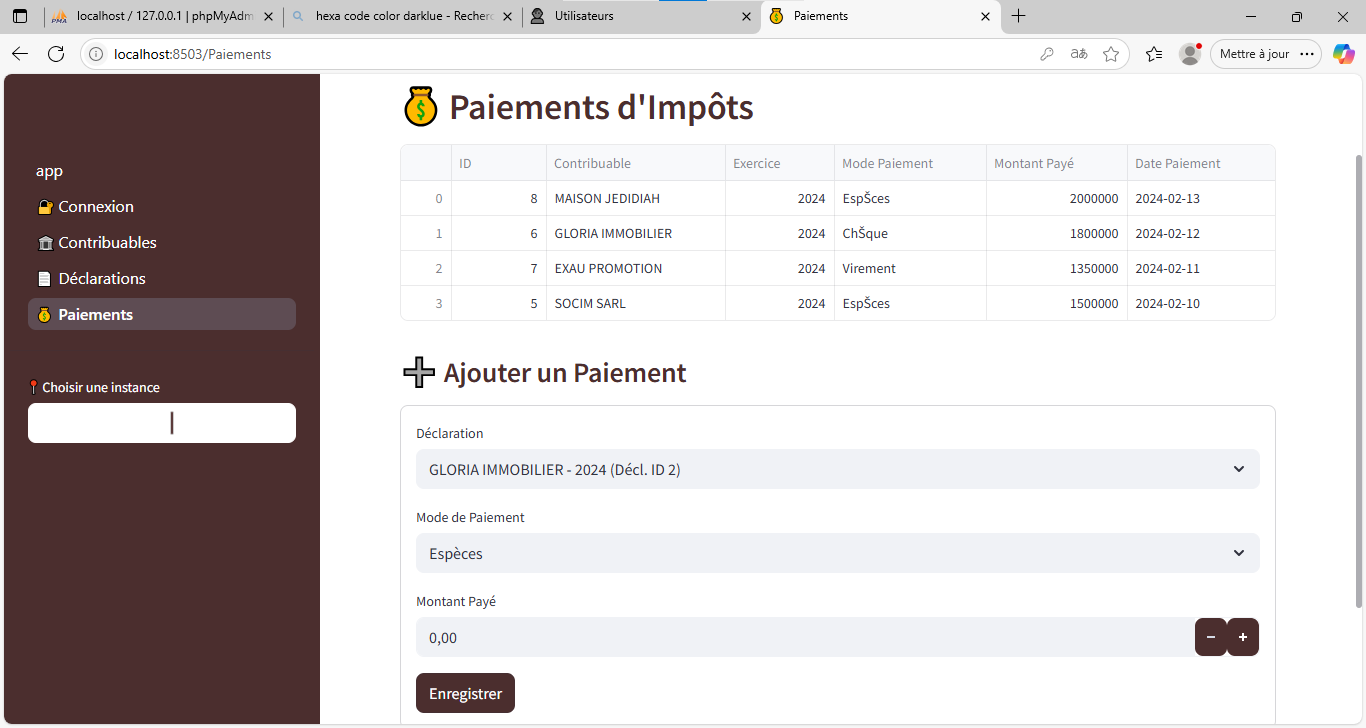 localhost / 127.0.0.1 | phpMyAdm
hexa code color darklue - Recherc
Utilisateurs
Paiements
localhost:8503/Paiements
Mettre à jour
app
Connexion
Contribuables
Déclarations
Paiements
Choisir une instance
Paiements d'Impôts
ID Contribuable Exercice Mode Paiement Montant Payé Date Paiement
0 8 MAISON JEDIDIAH 2024 EspŠces 2000000 2024-02-13
1 6 GLORIA IMMOBILIER 2024 ChŠque 1800000 2024-02-12
2 7 EXAU PROMOTION 2024 Virement 1350000 2024-02-11
3 5 SOCIM SARL 2024 EspŠces 1500000 2024-02-10
Ajouter un Paiement
Déclaration
GLORIA IMMOBILIER - 2024 (Décl. ID 2)
Mode de Paiement
Espèces
Montant Payé
0,00
Enregistrer